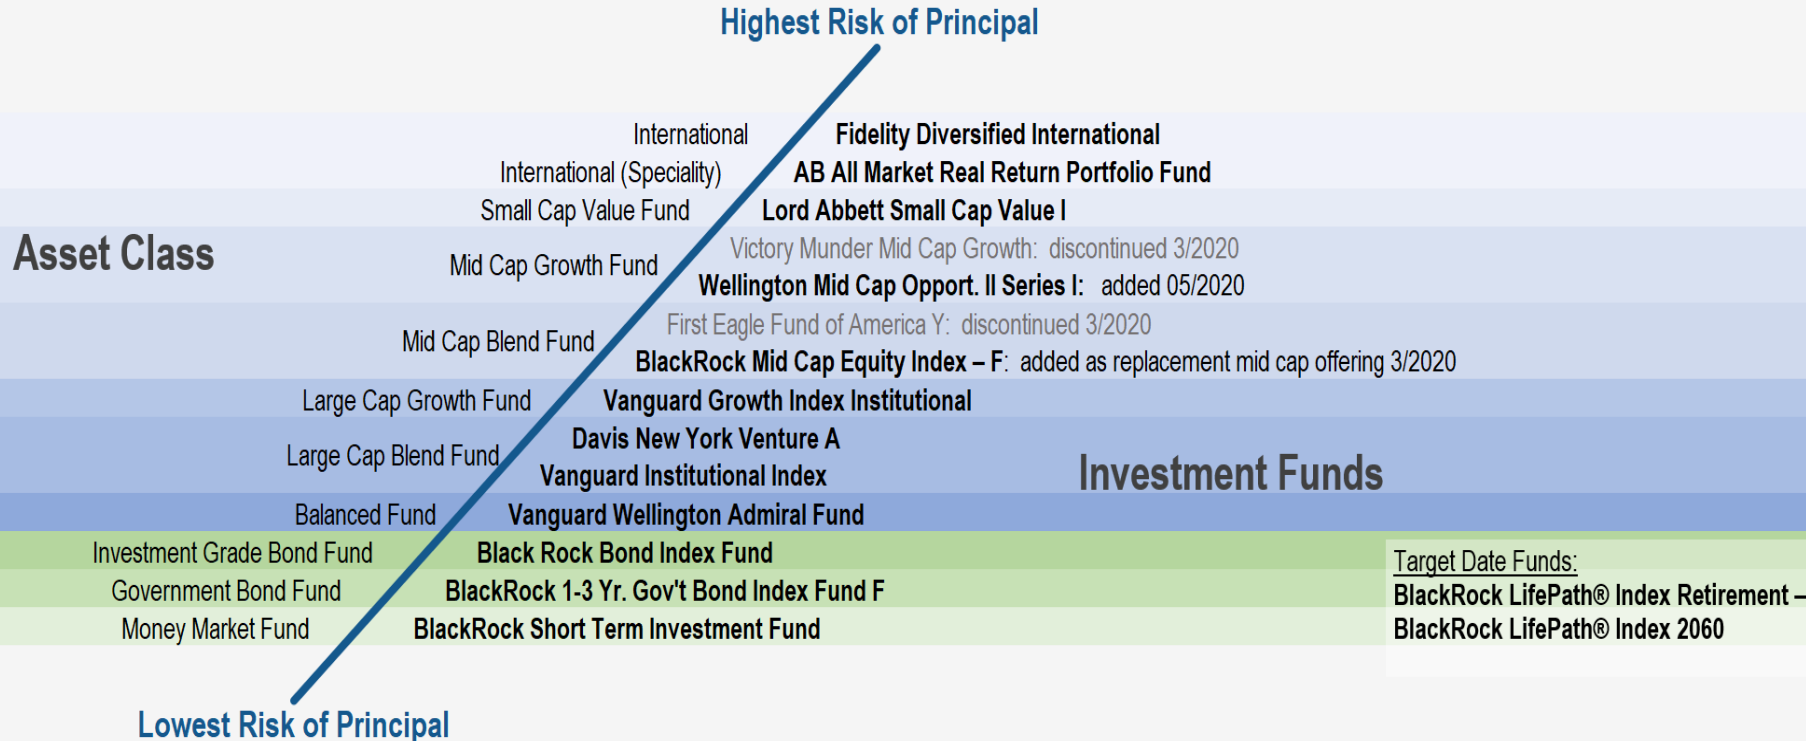 Highest Risk of Principal
International Fidelity Diversified International
International (Speciality) AB All Market Real Return Portfolio Fund
Small Cap Value Fund Lord Abbett Small Cap Value I
Asset Class
Mid Cap Growth Fund
Victory Munder Mid Cap Growth: discontinued 3/2020
Wellington Mid Cap Opport. II Series I: added 05/2020
Mid Cap Blend Fund
First Eagle Fund of America Y: discontinued 3/2020
BlackRock Mid Cap Equity Index – F: added as replacement mid cap offering 3/2020
Large Cap Growth Fund Vanguard Growth Index Institutional
Large Cap Blend Fund
Davis New York Venture A
Vanguard Institutional Index
Investment Funds
Balanced Fund Vanguard Wellington Admiral Fund
Investment Grade Bond Fund Black Rock Bond Index Fund
Government Bond Fund BlackRock 1-3 Yr. Gov't Bond Index Fund F
Money Market Fund BlackRock Short Term Investment Fund
Target Date Funds:
BlackRock LifePath® Index Retirement –
BlackRock LifePath® Index 2060
Lowest Risk of Principal